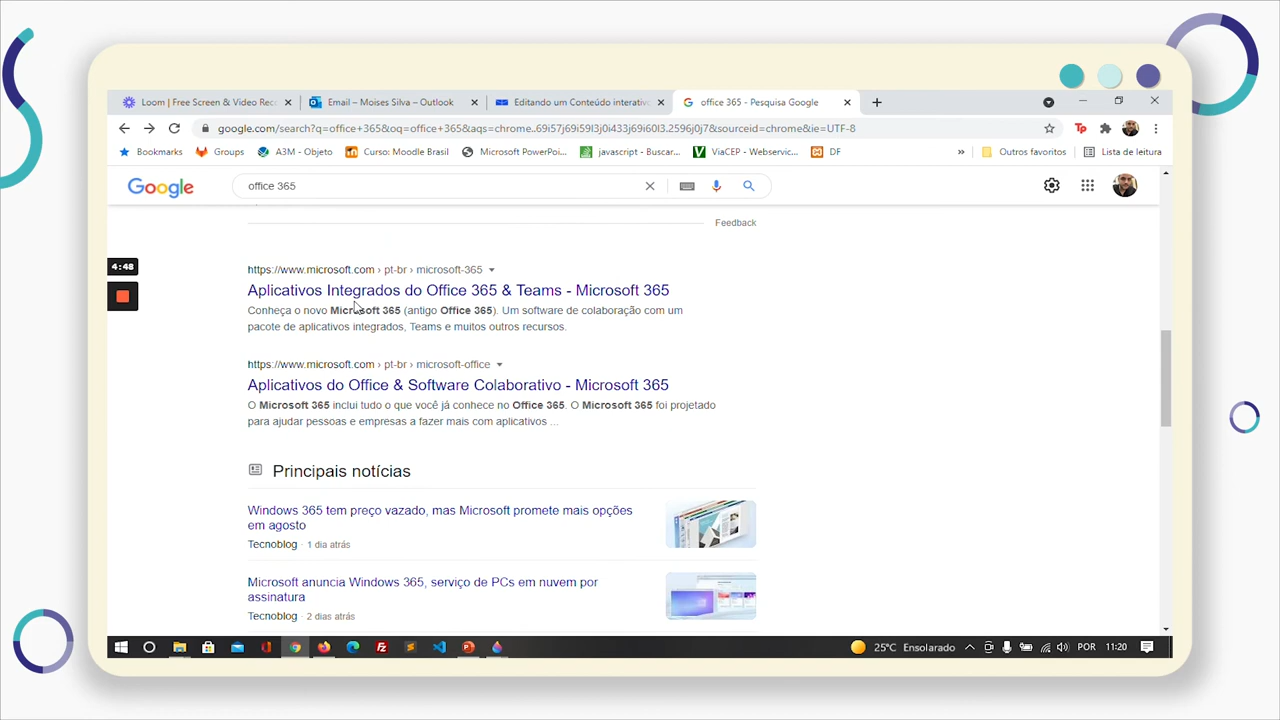 Loom | Free Screen & Video Rec
Email – Moises Silva – Outlook
Editando um Conteúdo interativo
office 365 - Pesquisa Google
google.com/search?q=office+365&oq=office+365&aqs=chrome..69i57j69i59l3j0i433j69i60l3.2596j0j7&sourceid=chrome&ie=UTF-8
Tp
Bookmarks
Groups
A3M - Objeto
Curso: Moodle Brasil
Microsoft PowerPoi...
javascript - Buscar...
ViaCEP - Webservic...
DF
»
Outros favoritos
Lista de leitura
Google
office 365
Feedback
4:48
https://www.microsoft.com › pt-br › microsoft-365
Aplicativos Integrados do Office 365 & Teams - Microsoft 365
Conheça o novo Microsoft 365 (antigo Office 365). Um software de colaboração com um
pacote de aplicativos integrados, Teams e muitos outros recursos.
https://www.microsoft.com › pt-br › microsoft-office
Aplicativos do Office & Software Colaborativo - Microsoft 365
O Microsoft 365 inclui tudo o que você já conhece no Office 365. O Microsoft 365 foi projetado
para ajudar pessoas e empresas a fazer mais com aplicativos ...
Principais notícias
Windows 365 tem preço vazado, mas Microsoft promete mais opções
em agosto
Tecnoblog · 1 dia atrás
Microsoft anuncia Windows 365, serviço de PCs em nuvem por
assinatura
Tecnoblog · 2 dias atrás
25°C Ensolarado
POR
11:20